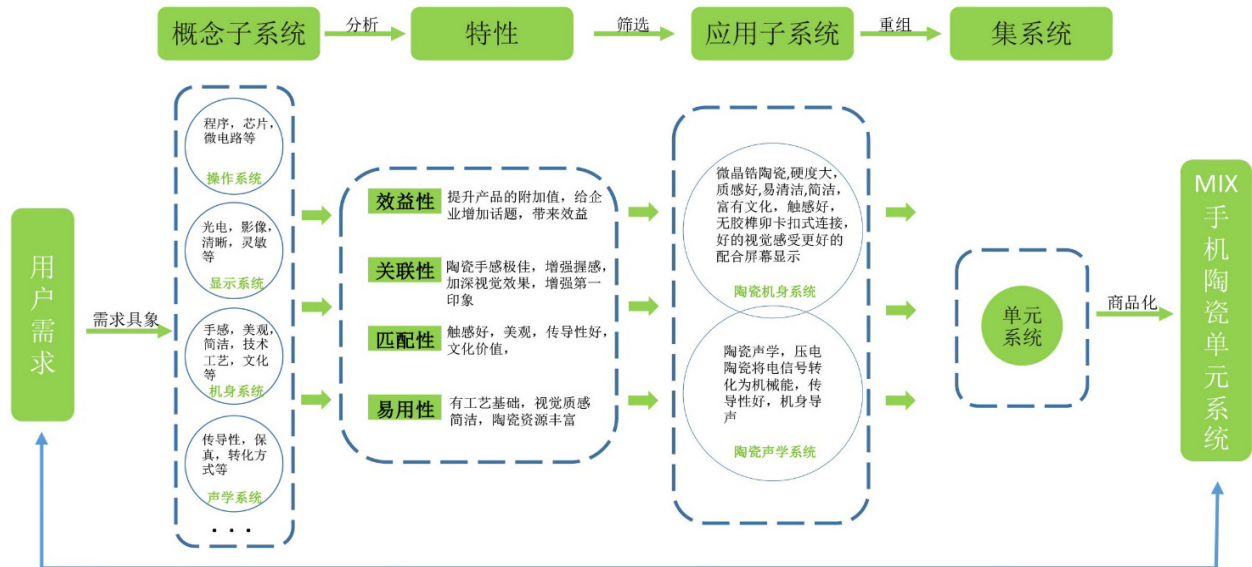 概念子系统
分析
特性
筛选
应用子系统
重组
集系统
用户需求
需求具象
程序，芯片，
微电路等
操作系统
光电，影像，
清晰，灵敏
等
显示系统
手感，美观，
简洁，技术
工艺，文化
等
机身系统
传导性，保
真，转化方
式等
声学系统
...
效益性
提升产品的附加值，给企
业增加话题，带来效益
关联性
陶瓷手感极佳，增强握感，
加深视觉效果，增强第一
印象
匹配性
触感好，美观，传导性好，
文化价值，
易用性
有工艺基础，视觉质感
简洁，陶瓷资源丰富
微晶锆陶瓷,硬度大，
质感好,易清洁,简洁，
富有文化，触感好，
无胶榫卯卡扣式连接，
好的视觉感受更好的
配合屏幕显示
陶瓷机身系统
陶瓷声学，压电
陶瓷将电信号转
化为机械能，传
导性好，机身导
声
陶瓷声学系统
单元
系统
商品化
MIX手机陶瓷单元系统